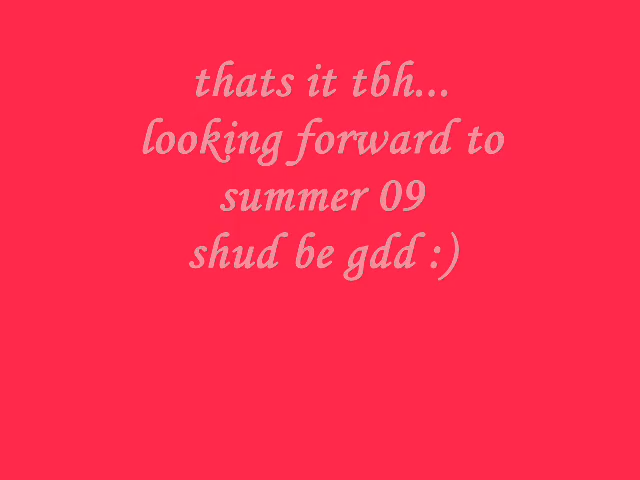 thats it tbh...
looking forward to
summer 09
shud be gdd :)